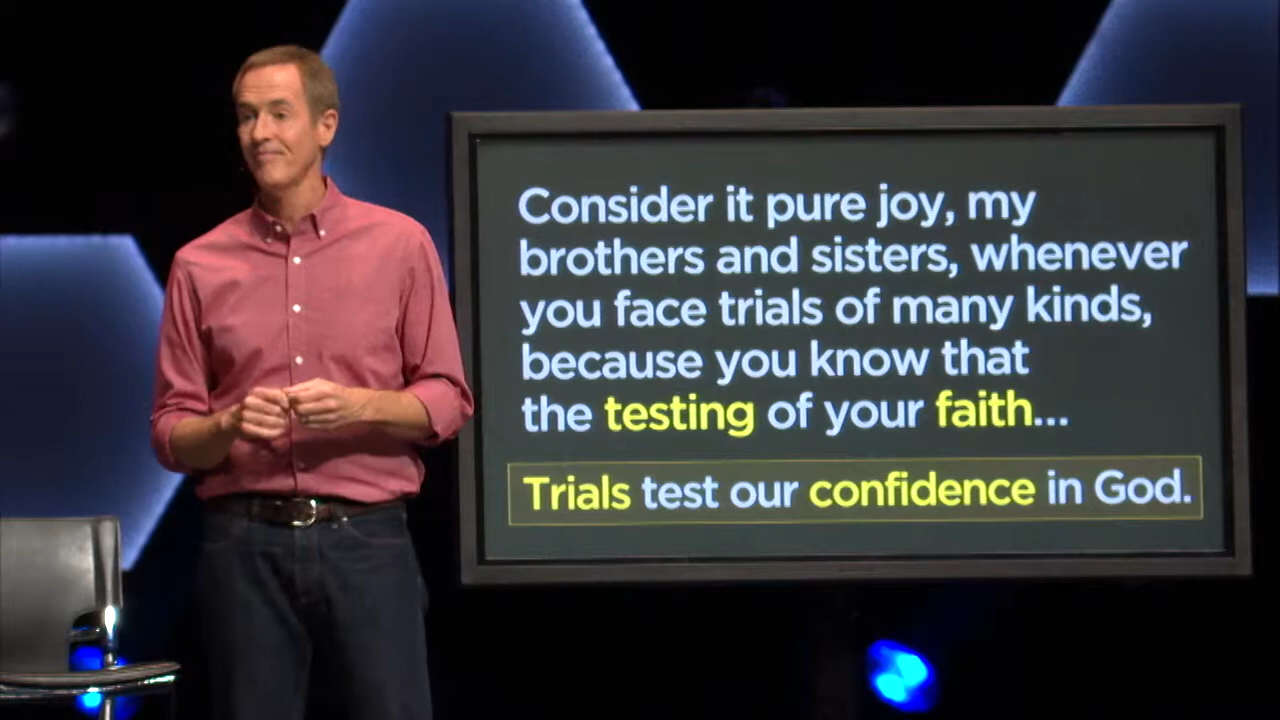 Consider it pure joy, my
brothers and sisters, whenever
you face trials of many kinds,
because you know that
the testing of your faith...
Trials test our confidence in God.